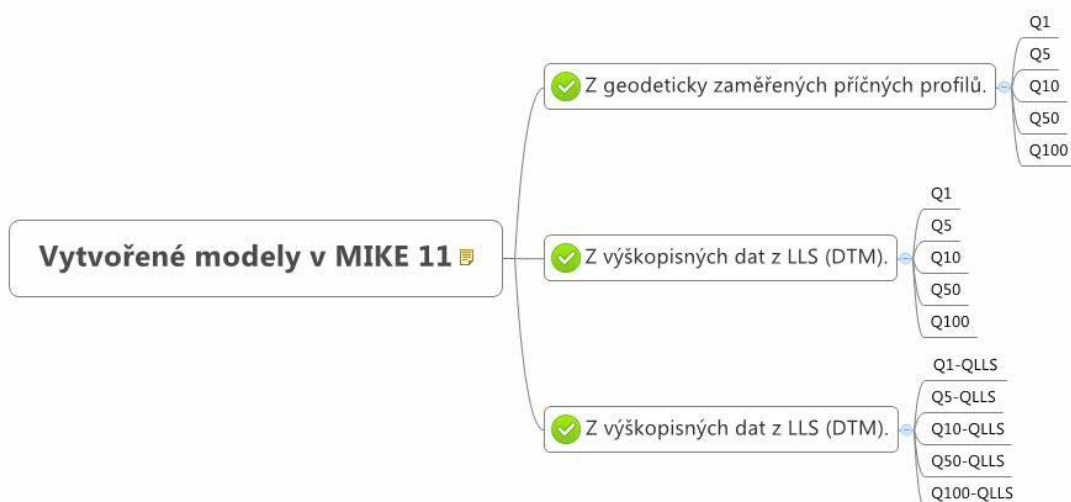 Vytvořené modely v MIKE 11
Z geodeticky zaměřených příčných profilů.
Q1
Q5
Q10
Q50
Q100
Z výškopisných dat z LLS (DTM).
Q1
Q5
Q10
Q50
Q100
Z výškopisných dat z LLS (DTM).
Q1-QLLS
Q5-QLLS
Q10-QLLS
Q50-QLLS
Q100-QLLS